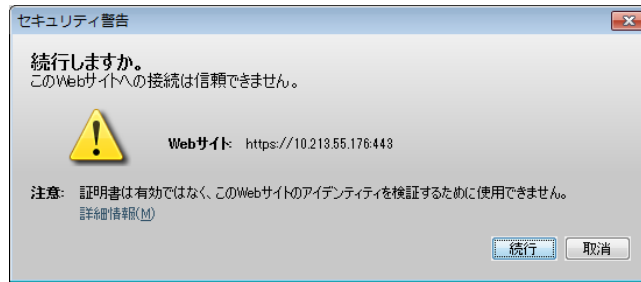 セキュリティ警告
続行しますか。
このWebサイトへの接続は信頼できません。
Webサイト: https://10.213.55.176:443
注意: 証明書は有効ではなく、このWebサイトのアイデンティティを検証するために使用できません。
詳細情報(M)
続行 取消